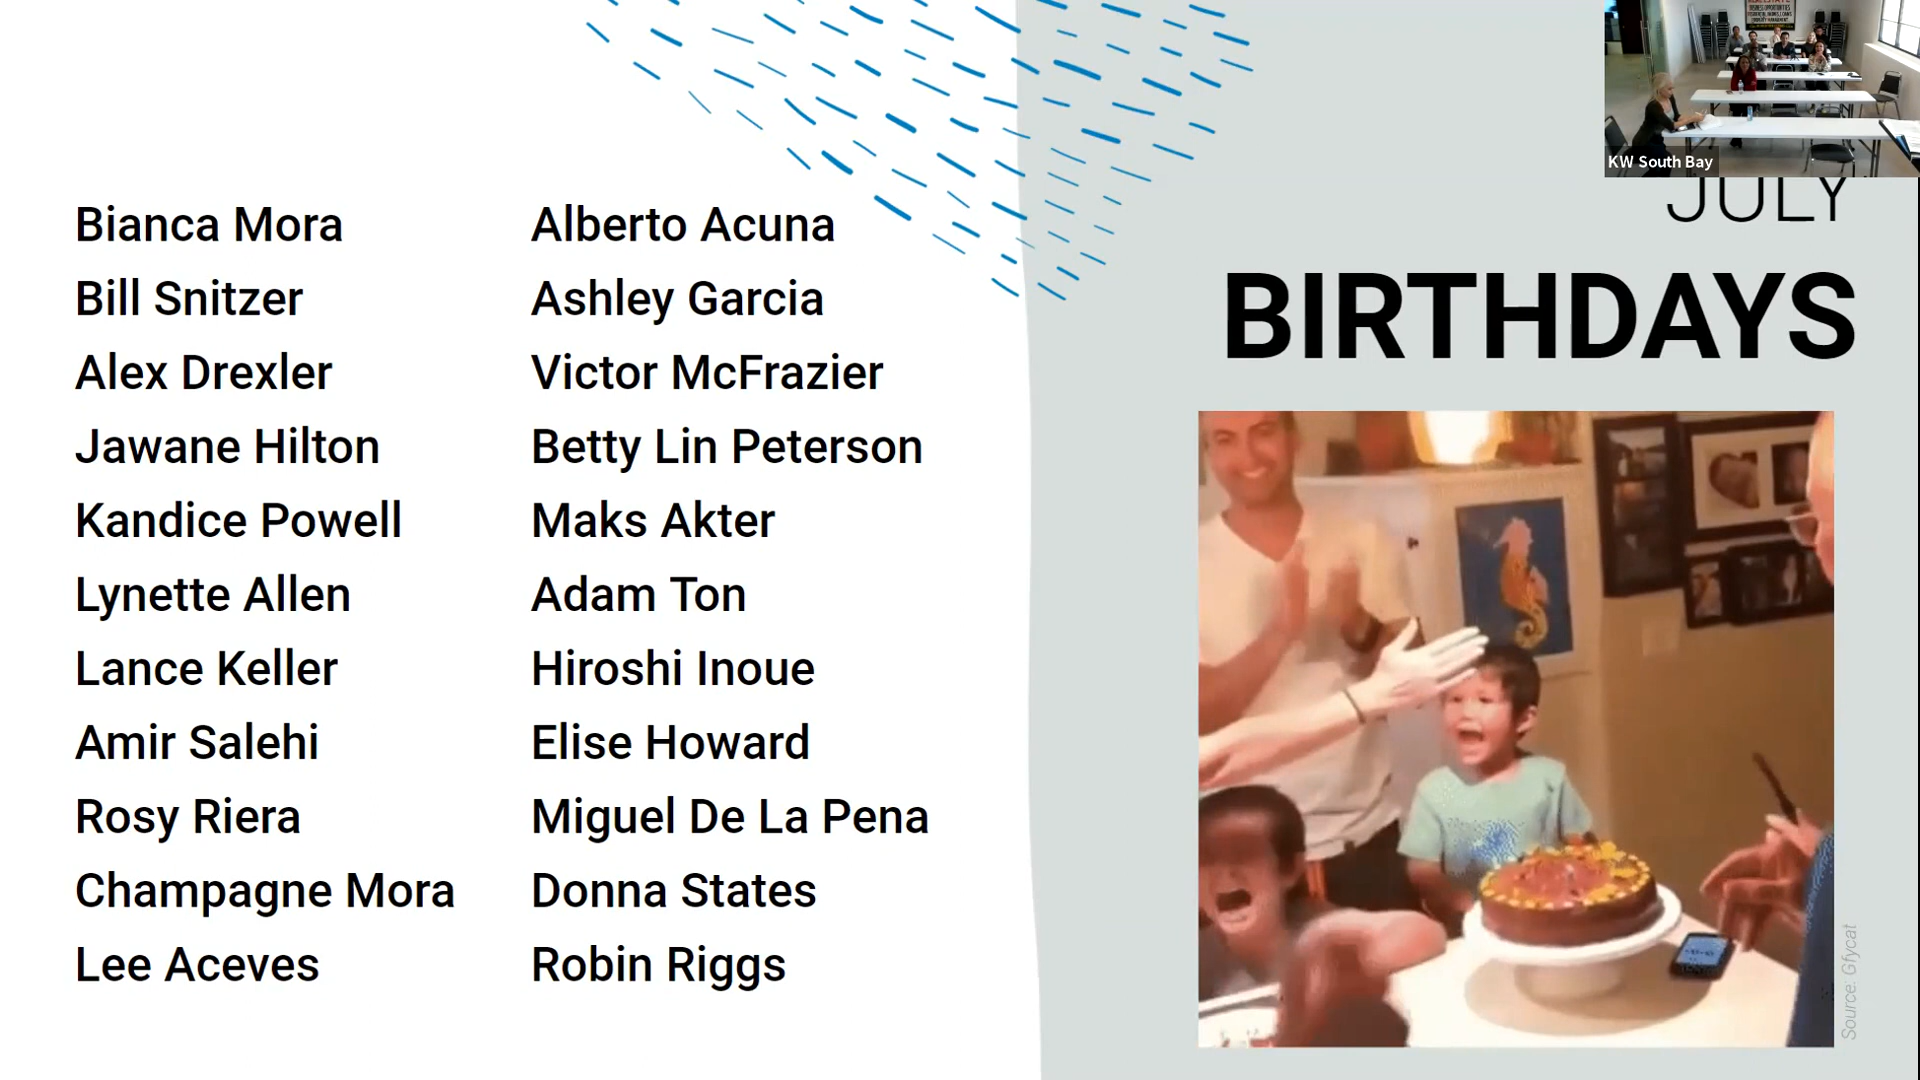 Bianca Mora
Bill Snitzer
Alex Drexler
Jawane Hilton
Kandice Powell
Lynette Allen
Lance Keller
Amir Salehi
Rosy Riera
Champagne Mora
Lee Aceves
Alberto Acuna
Ashley Garcia
Victor McFrazier
Betty Lin Peterson
Maks Akter
Adam Ton
Hiroshi Inoue
Elise Howard
Miguel De La Pena
Donna States
Robin Riggs
KW South Bay
JULY
BIRTHDAYS
Source: Gfycat